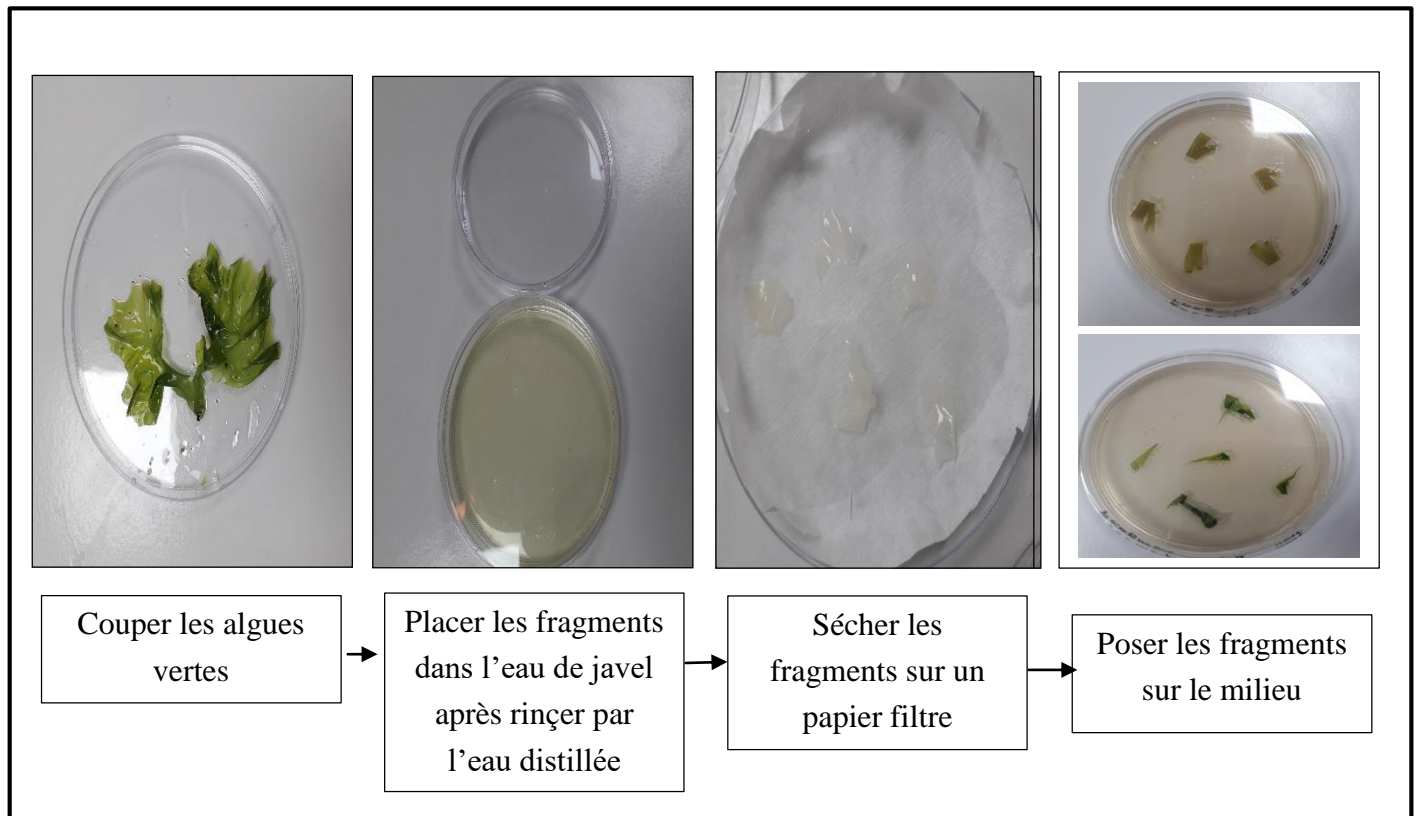 Couper les algues
vertes
Placer les fragments
dans l’eau de javel
après rinçer par
l’eau distillée
Sécher les
fragments sur un
papier filtre
Poser les fragments
sur le milieu